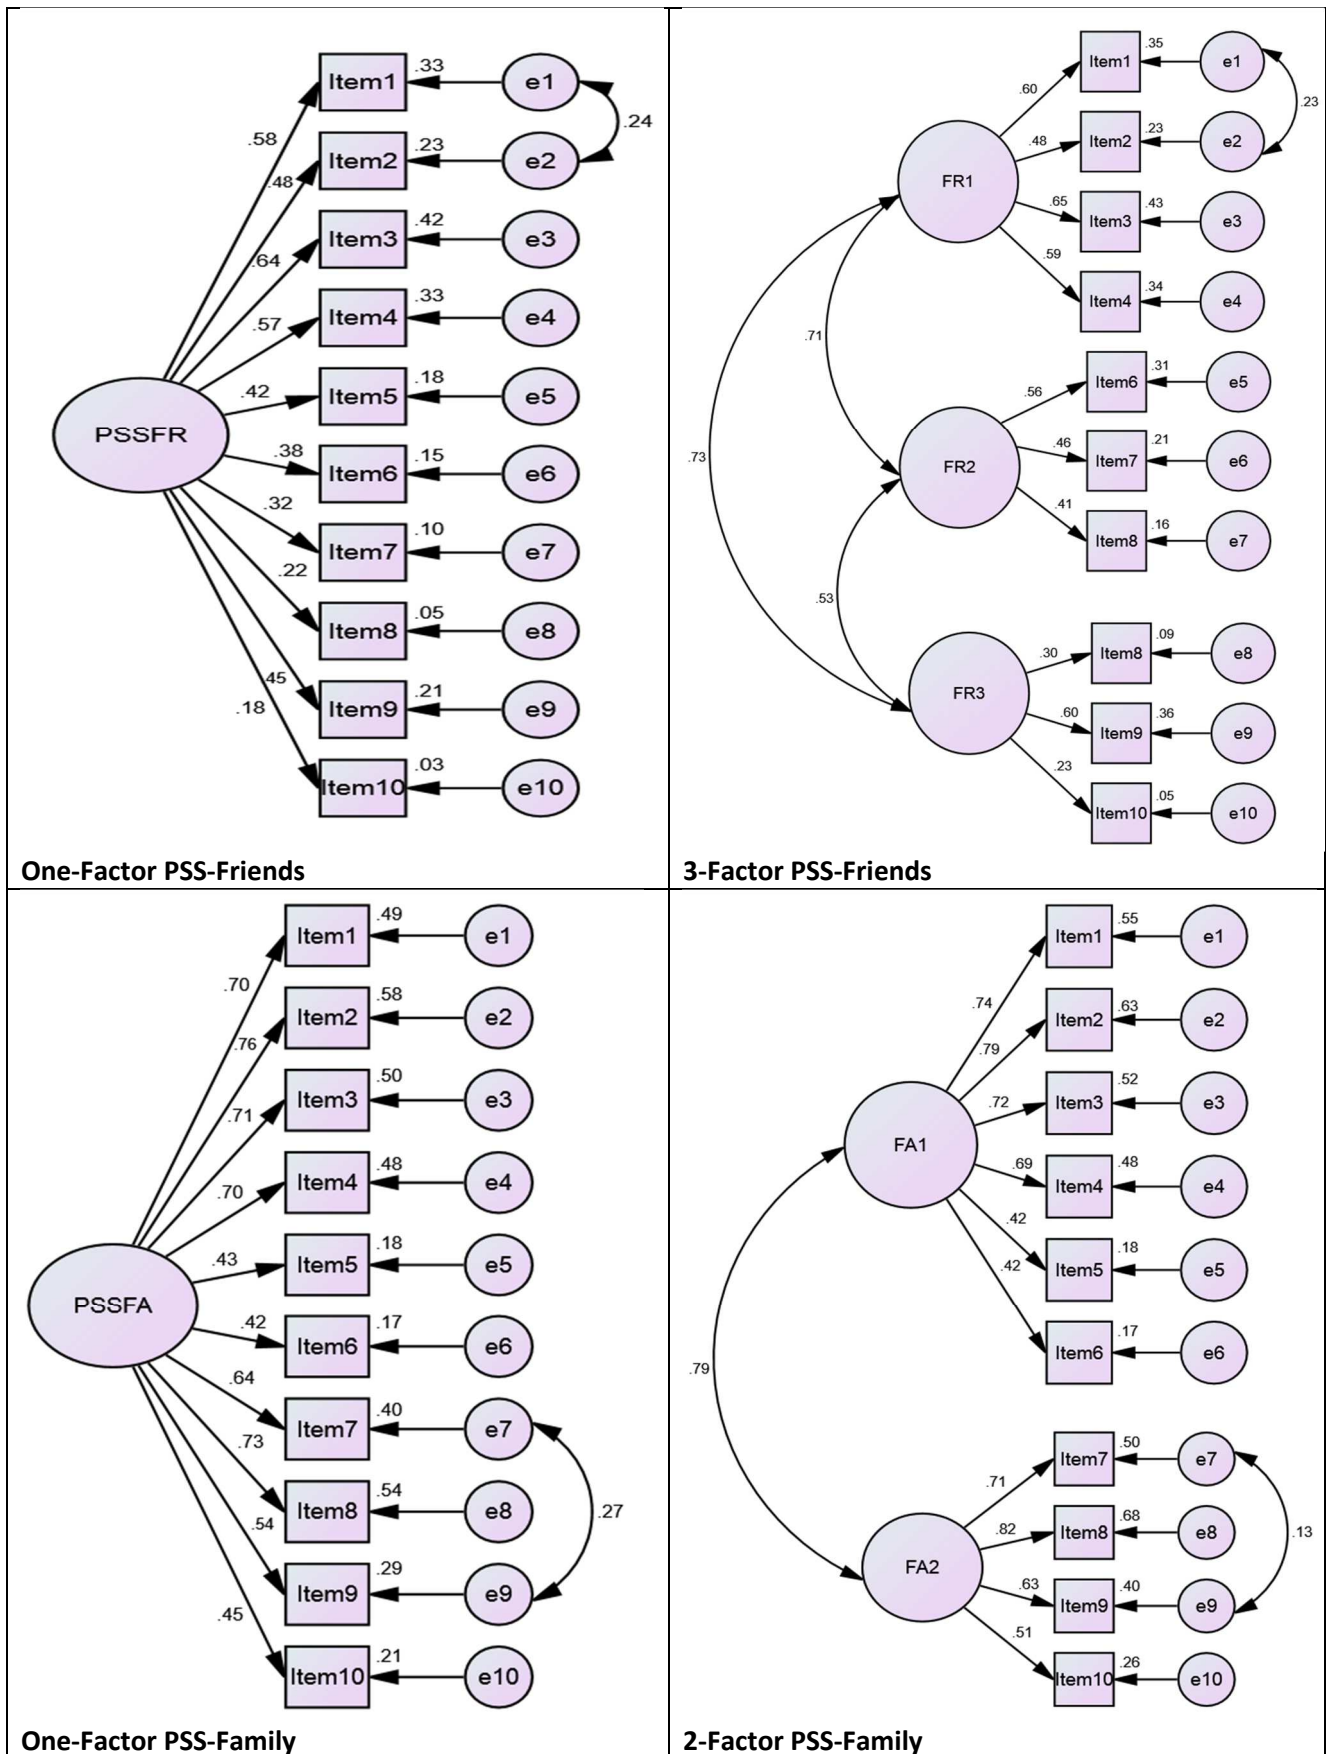 .33
Item1
e1
.58
.24
.23
Item2
e2
.48
.42
Item3
e3
.64
.33
Item4
e4
.57
.18
Item5
e5
.42
PSSFR
.15
Item6
e6
.38
.10
Item7
e7
.32
.05
Item8
e8
.22
.21
Item9
e9
.45
.03
Item10
e10
.18
One-Factor PSS-Friends
.35
Item1
e1
.60
.23
.23
Item2
e2
.48
FR1
.43
Item3
e3
.65
.34
Item4
e4
.59
.71
.73
.31
Item6
e5
.56
FR2
.21
Item7
e6
.46
.16
Item8
e7
.41
.53
.09
Item8
e8
.30
FR3
.36
Item9
e9
.60
.05
Item10
e10
.23
3-Factor PSS-Friends
.49
Item1
e1
.70
.58
Item2
e2
.76
.50
Item3
e3
.71
.48
Item4
e4
.70
.18
Item5
e5
.43
PSSFA
.17
Item6
e6
.42
.40
Item7
e7
.64
.54
Item8
e8
.73
.27
.29
Item9
e9
.54
.21
Item10
e10
.45
One-Factor PSS-Family
.55
Item1
e1
.74
.63
Item2
e2
.79
.52
Item3
e3
.72
FA1
.48
Item4
e4
.69
.18
Item5
e5
.42
.17
Item6
e6
.42
.79
.50
Item7
e7
.71
.68
Item8
e8
.82
.13
FA2
.40
Item9
e9
.63
.26
Item10
e10
.51
2-Factor PSS-Family